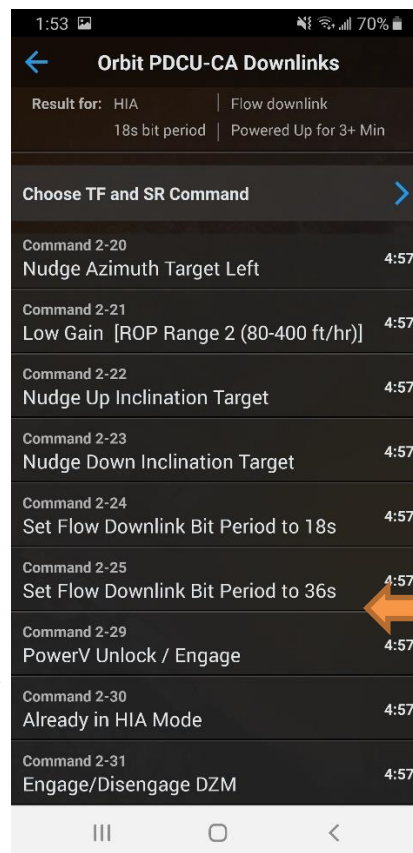 1:53 70%
Orbit PDCU-CA Downlinks
Result for: HIA Flow downlink
18s bit period Powered Up for 3+ Min
Choose TF and SR Command
Command 2-20
Nudge Azimuth Target Left 4:57
Command 2-21
Low Gain [ROP Range 2 (80-400 ft/hr)] 4:57
Command 2-22
Nudge Up Inclination Target 4:57
Command 2-23
Nudge Down Inclination Target 4:57
Command 2-24
Set Flow Downlink Bit Period to 18s 4:57
Command 2-25
Set Flow Downlink Bit Period to 36s 4:57
Command 2-29
PowerV Unlock / Engage 4:57
Command 2-30
Already in HIA Mode 4:57
Command 2-31
Engage/Disengage DZM 4:57